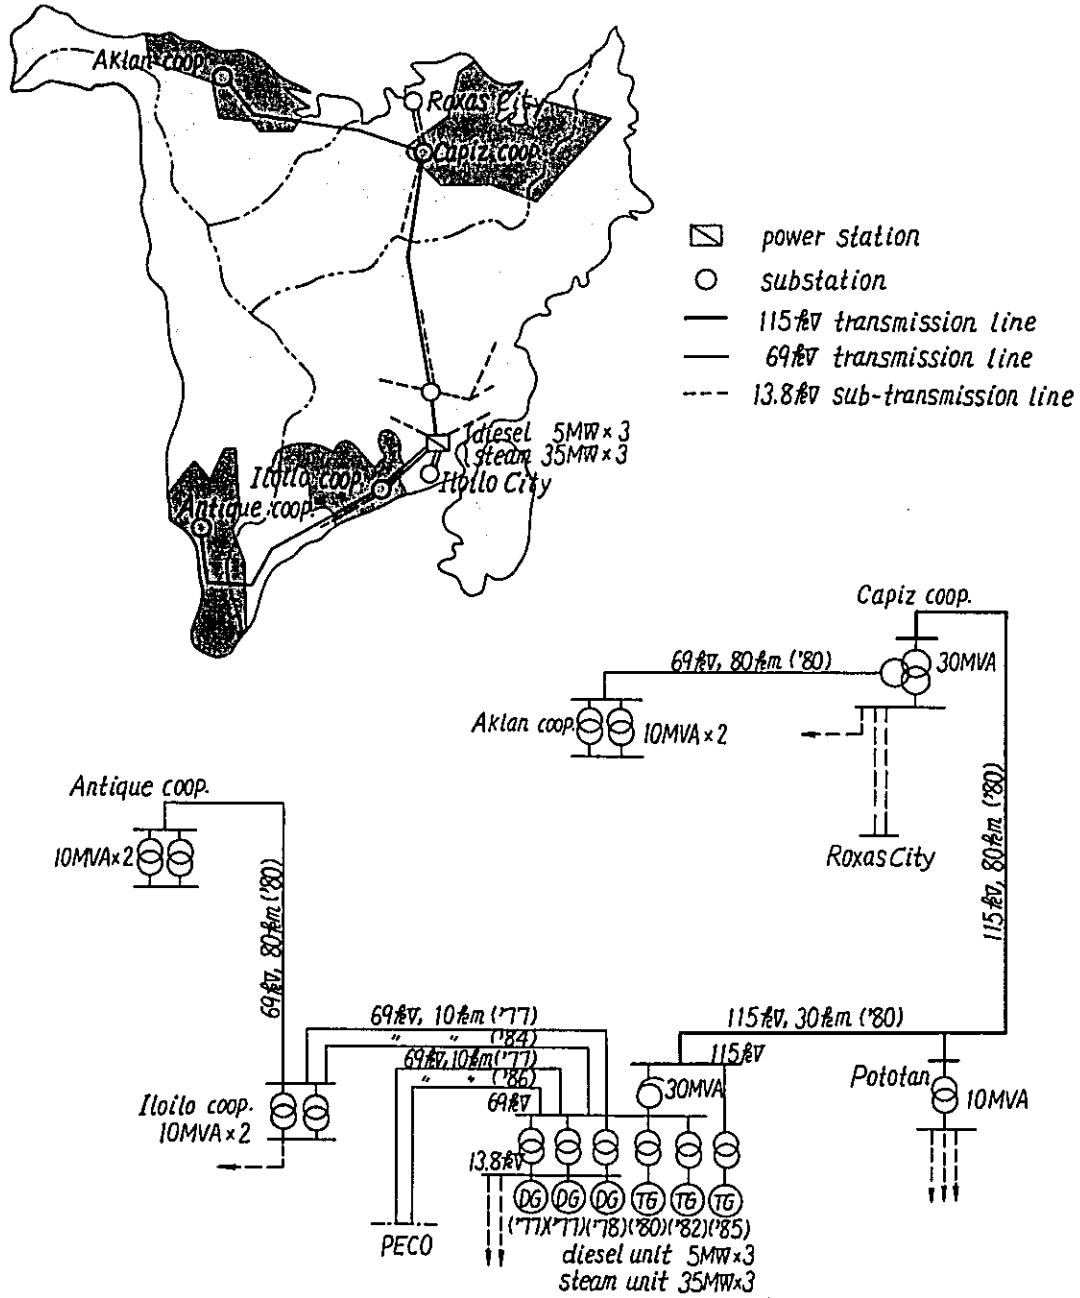 Aklan coop.
Roxas City
Capiz coop.
power station
substation
115kV transmission line
69kV transmission line
13.8kV sub-transmission line
diesel 5MW×3
steam 35MW×3
Iloilo coop.
Iloilo City
Antique coop.
Capiz coop.
69kV, 80km ('80)
30MVA
Aklan coop.
10MVA×2
Antique coop.
10MVA×2
Roxas City
115kV, 80km ('80)
69kV, 80km ('80)
69kV, 10km ('77)
" " ('84)
69kV, 10km ('77)
" " ('86)
69kV
115kV, 30km ('80)
115kV
30MVA
Pototan
10MVA
Iloilo coop.
10MVA×2
13.8kV
DG DG DG TG TG TG
('77)('77)('78)('80)('82)('85)
PECO
diesel unit 5MW×3
steam unit 35MW×3